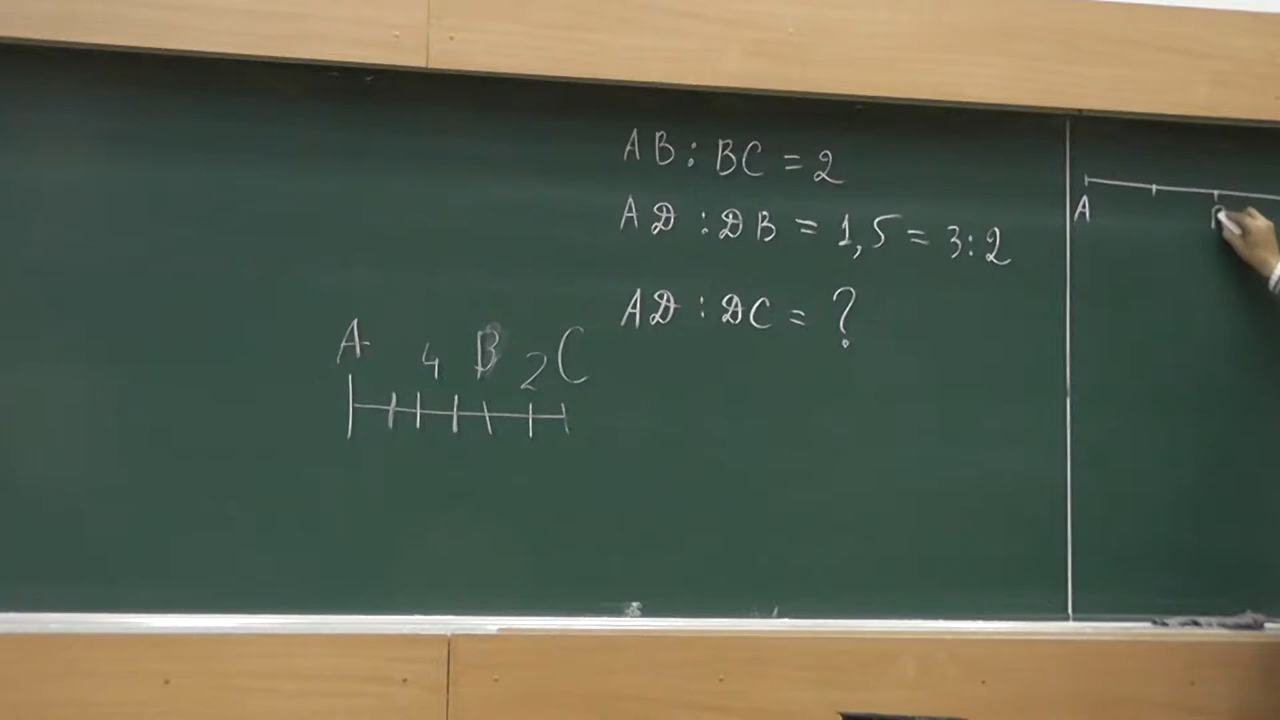 AB : BC = 2
AD : DB = 1,5 = 3:2
AD : DC = ?
A 4 B 2 C
A